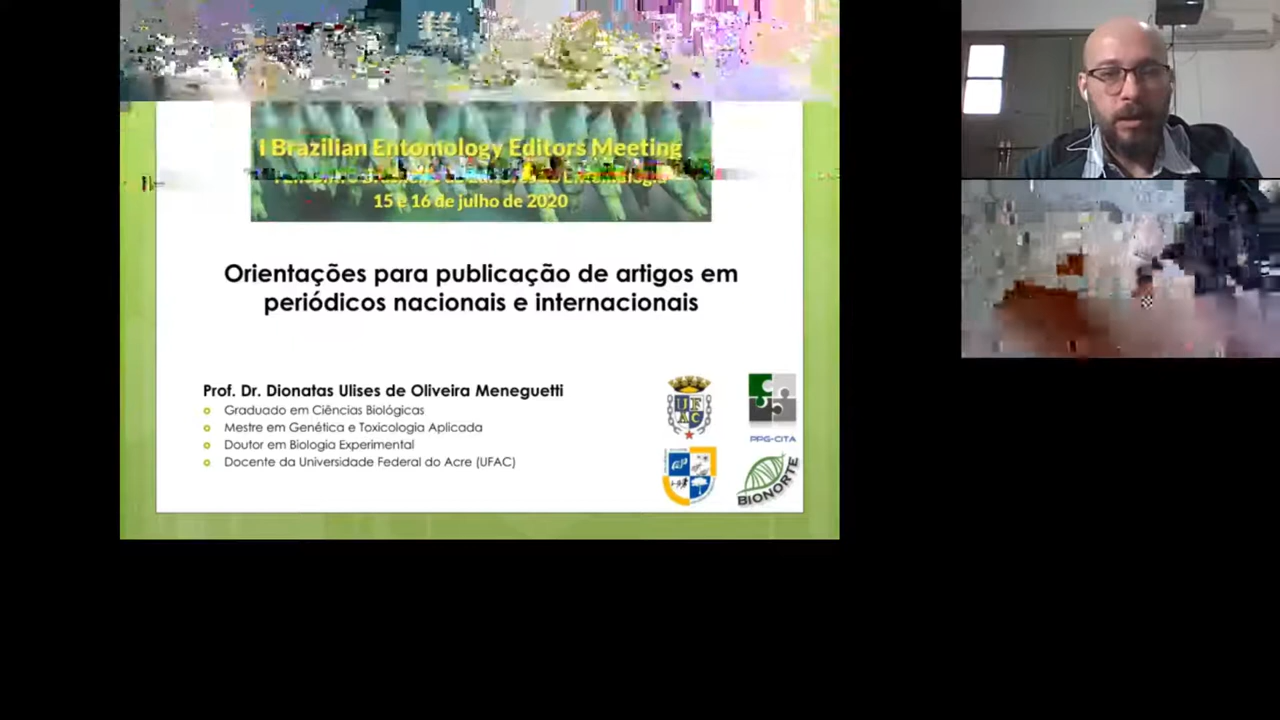 I Brazilian Entomology Editors Meeting
15 e 16 de julho de 2020
Orientações para publicação de artigos em
periódicos nacionais e internacionais
Prof. Dr. Dionatas Ulises de Oliveira Meneguetti
Graduado em Ciências Biológicas
Mestre em Genética e Toxicologia Aplicada
Doutor em Biologia Experimental
Docente da Universidade Federal do Acre (UFAC)
UF
AC
PPG-CITA
BIONORTE